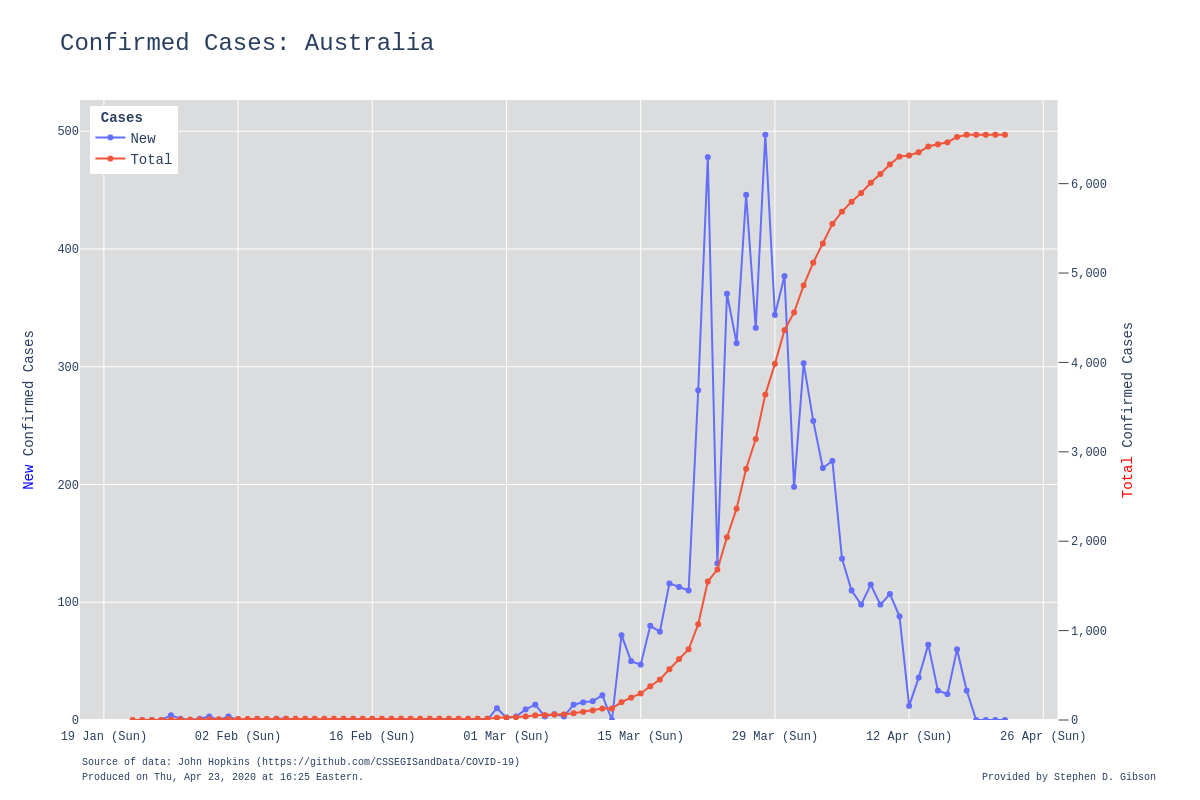 Confirmed Cases: Australia
Cases
New
Total
500
400
300
200
100
0
6,000
5,000
4,000
3,000
2,000
1,000
0
New Confirmed Cases
Total Confirmed Cases
19 Jan (Sun)
02 Feb (Sun)
16 Feb (Sun)
01 Mar (Sun)
15 Mar (Sun)
29 Mar (Sun)
12 Apr (Sun)
26 Apr (Sun)
Source of data: John Hopkins (https://github.com/CSSEGISandData/COVID-19)
Produced on Thu, Apr 23, 2020 at 16:25 Eastern.
Provided by Stephen D. Gibson